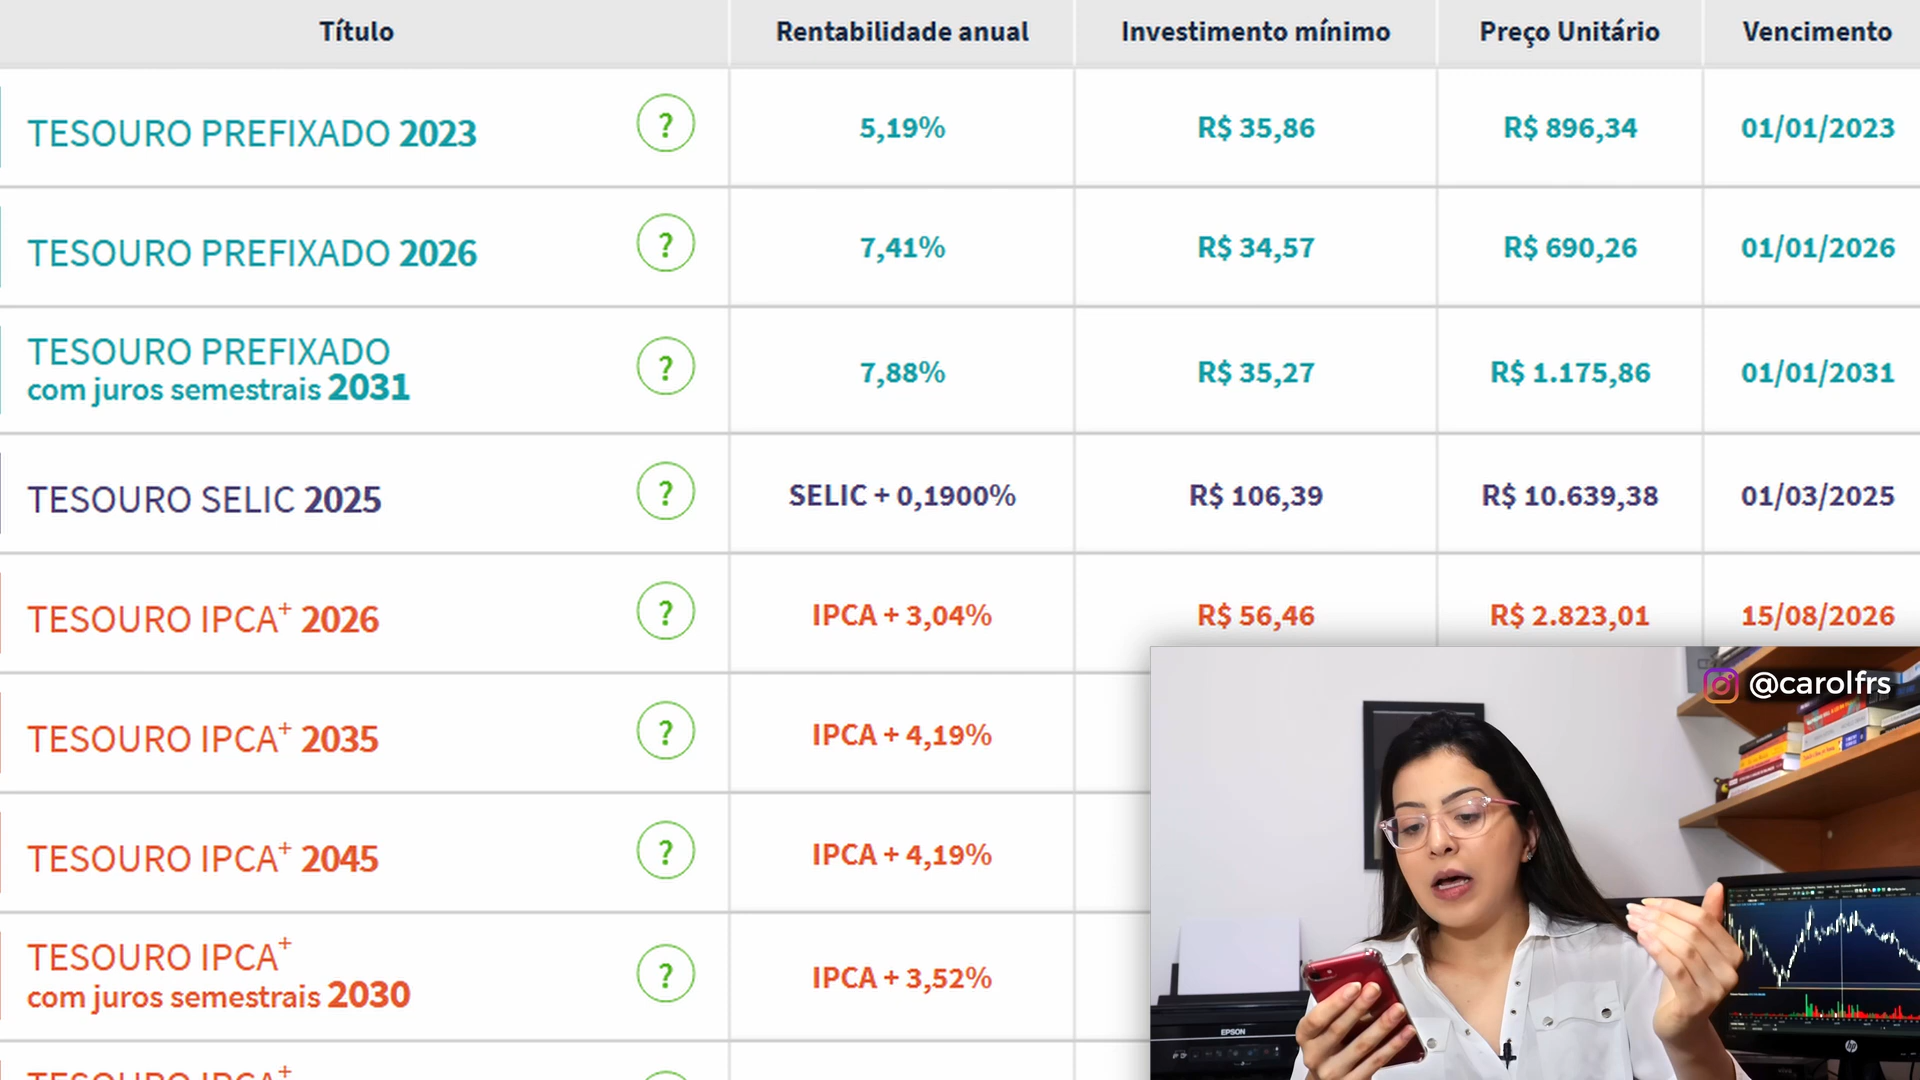 Título Rentabilidade anual Investimento mínimo Preço Unitário Vencimento
TESOURO PREFIXADO 2023 ? 5,19% R$ 35,86 R$ 896,34 01/01/2023
TESOURO PREFIXADO 2026 ? 7,41% R$ 34,57 R$ 690,26 01/01/2026
TESOURO PREFIXADO
com juros semestrais 2031 ? 7,88% R$ 35,27 R$ 1.175,86 01/01/2031
TESOURO SELIC 2025 ? SELIC + 0,1900% R$ 106,39 R$ 10.639,38 01/03/2025
TESOURO IPCA+ 2026 ? IPCA + 3,04% R$ 56,46 R$ 2.823,01 15/08/2026
TESOURO IPCA+ 2035 ? IPCA + 4,19%
TESOURO IPCA+ 2045 ? IPCA + 4,19%
TESOURO IPCA+
com juros semestrais 2030 ? IPCA + 3,52%
TESOURO IPCA+
@carolfrs
EPSON
hp